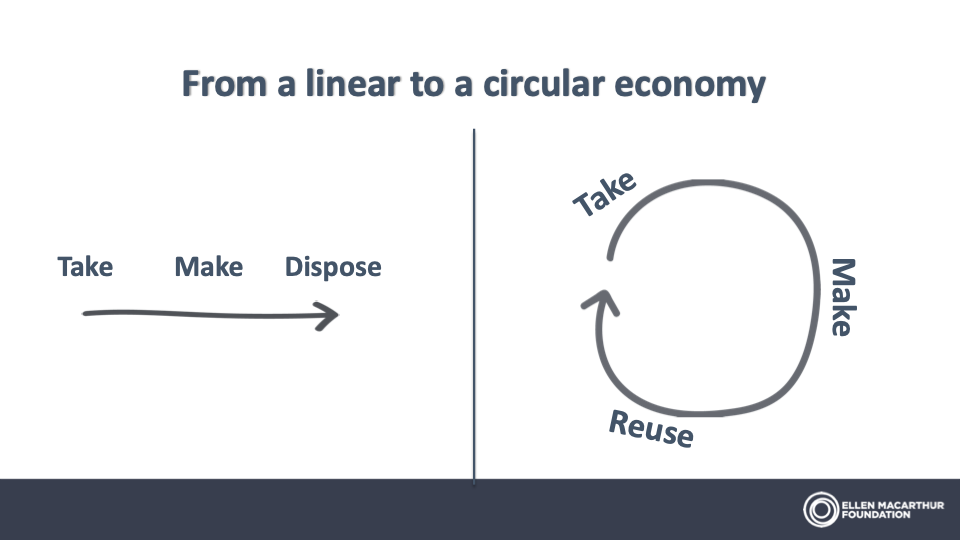 From a linear to a circular economy
Take Make Dispose
Take
Make
Reuse
ELLEN MACARTHUR
FOUNDATION